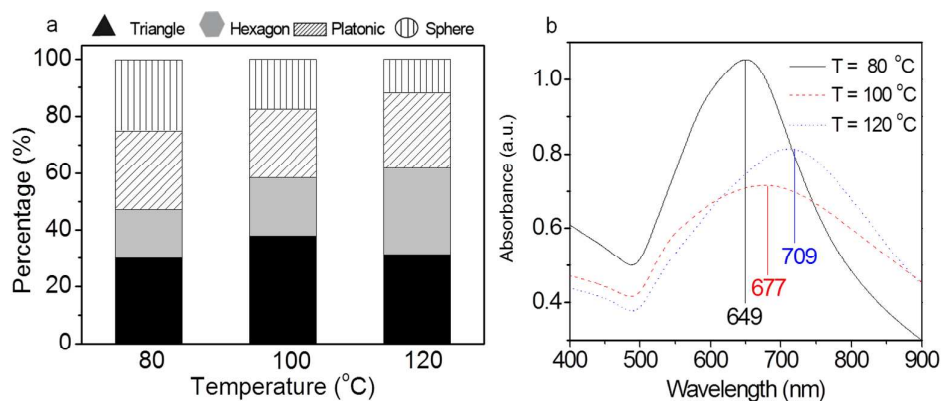 a
Triangle Hexagon Platonic Sphere
100
80
60
40
20
0
Percentage (%)
80 100 120
Temperature (°C)
b
T = 80 °C
T = 100 °C
T = 120 °C
1.0
0.8
0.6
0.4
Absorbance (a.u.)
709
677
649
400 500 600 700 800 900
Wavelength (nm)